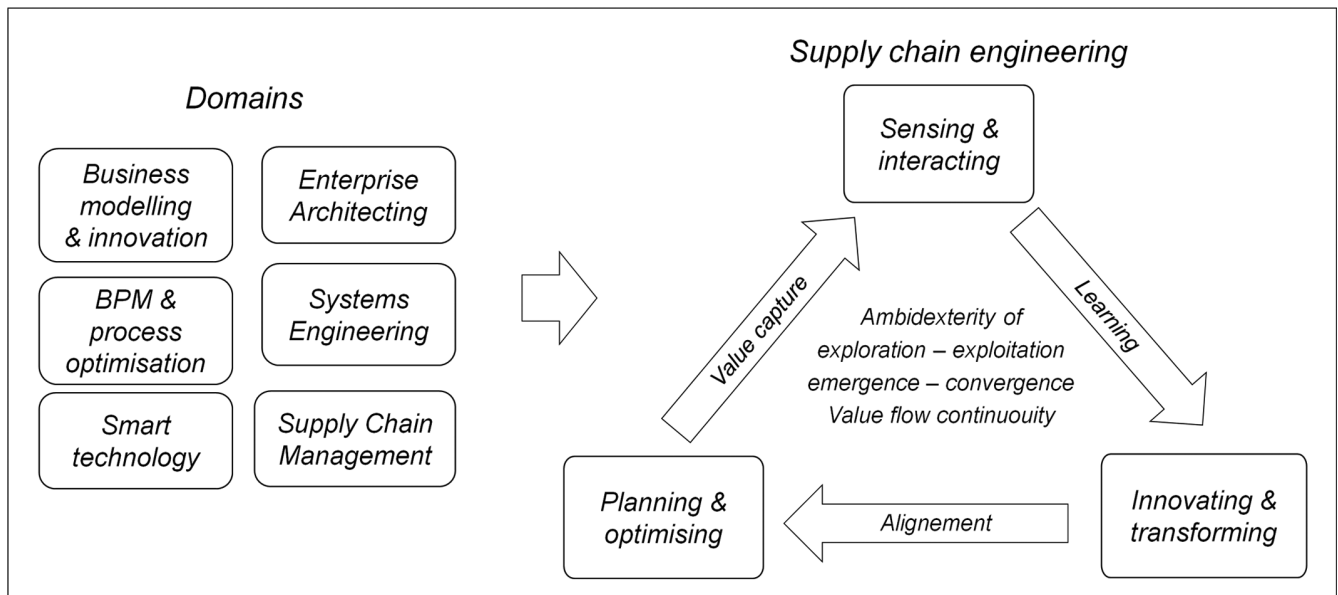 Domains
Business
modelling
& innovation
Enterprise
Architecting
BPM &
process
optimisation
Systems
Engineering
Smart
technology
Supply Chain
Management
Supply chain engineering
Sensing &
interacting
Value capture
Learning
Ambidexterity of
exploration – exploitation
emergence – convergence
Value flow continuouity
Planning &
optimising
Alignement
Innovating &
transforming